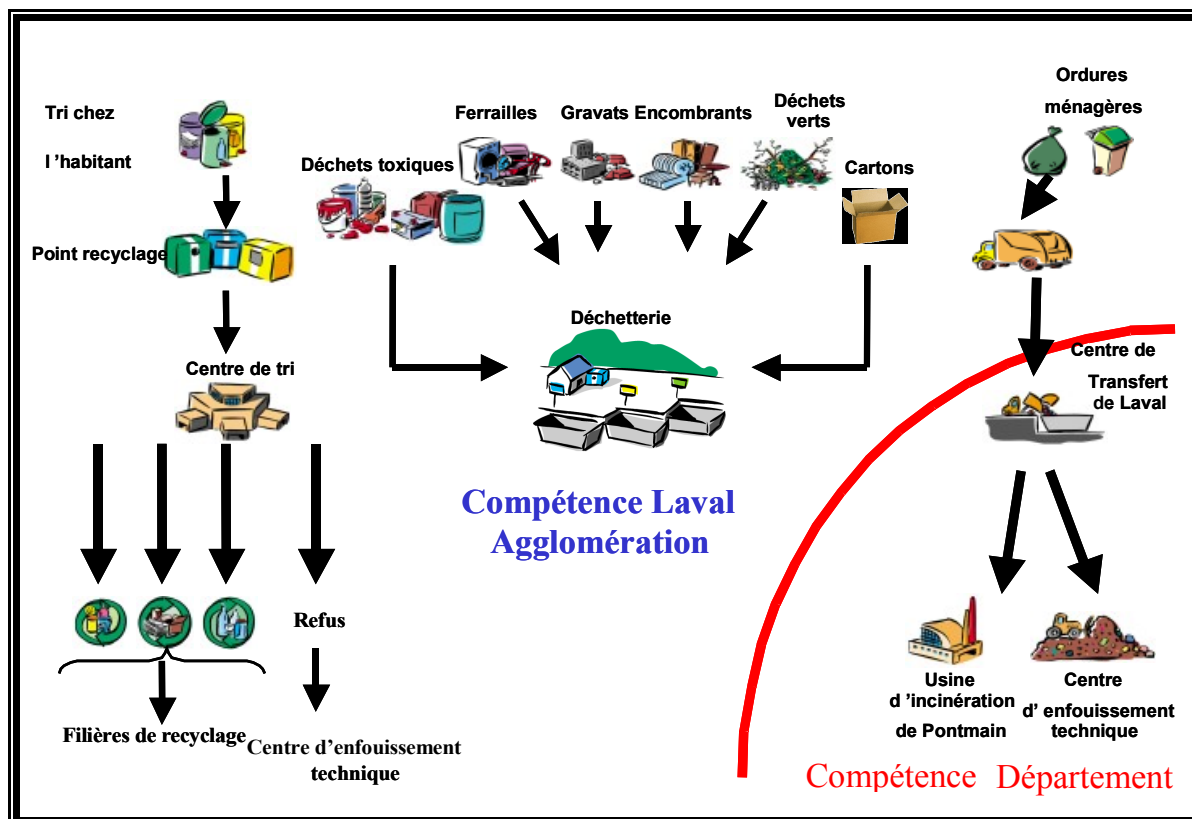 Tri chez
l 'habitant
Point recyclage
Centre de tri
Refus
Filières de recyclage
Centre d'enfouissement
technique
Déchets toxiques
Ferrailles
Gravats
Encombrants
Déchets
verts
Cartons
Déchetterie
Compétence Laval
Agglomération
Ordures
ménagères
Centre de
Transfert
de Laval
Usine
d 'incinération
de Pontmain
Centre
d' enfouissement
technique
Compétence Département